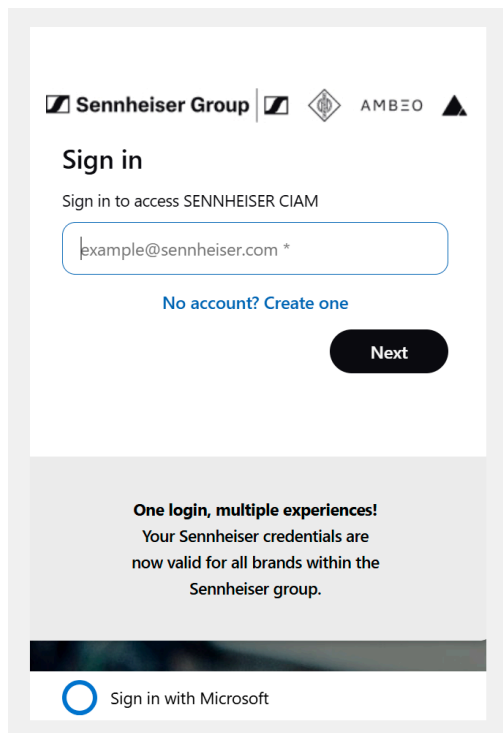 Sennheiser Group
AMBEO
Sign in
Sign in to access SENNHEISER CIAM
example@sennheiser.com *
No account? Create one
Next
One login, multiple experiences!
Your Sennheiser credentials are
now valid for all brands within the
Sennheiser group.
Sign in with Microsoft